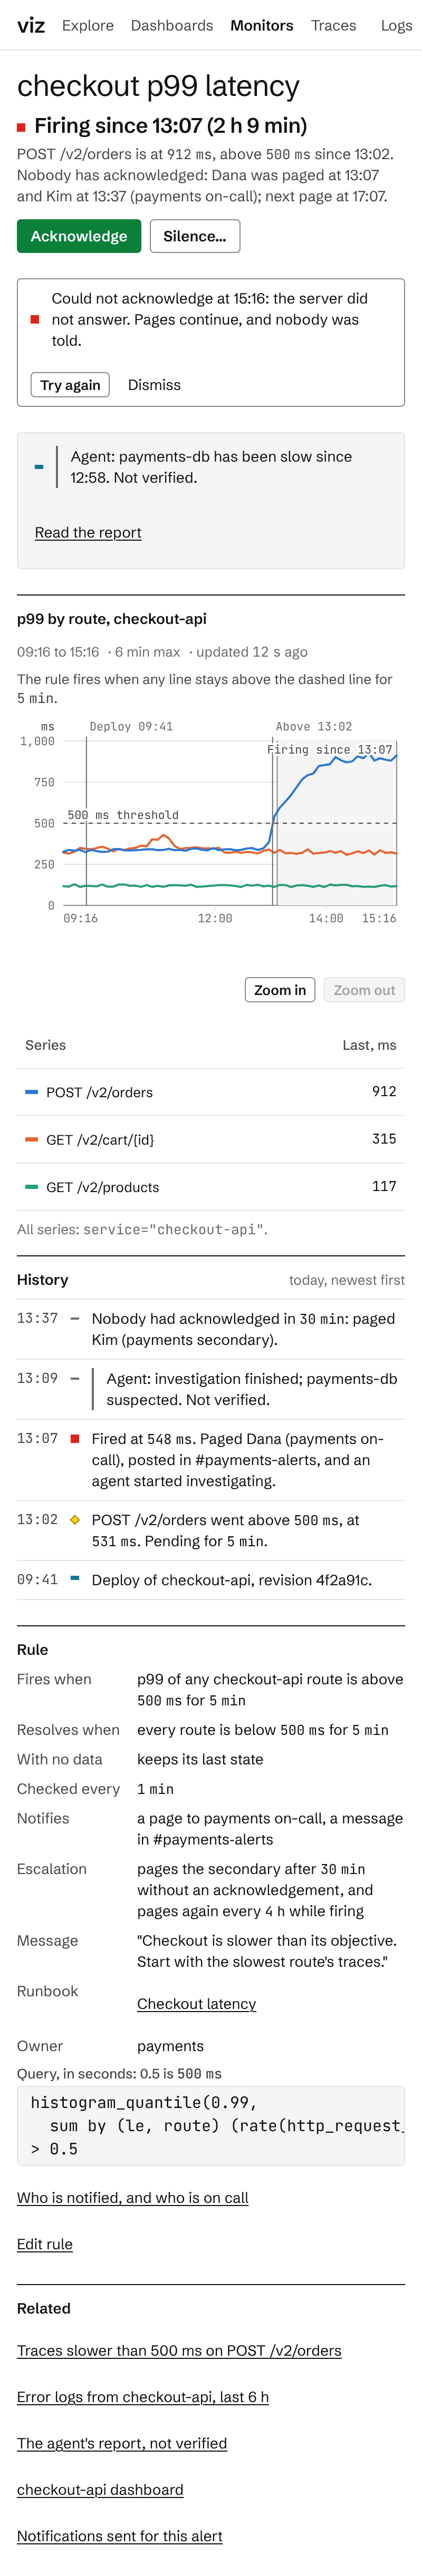 viz Explore Dashboards Monitors Traces Logs
checkout p99 latency
Firing since 13:07 (2 h 9 min)
POST /v2/orders is at 912 ms, above 500 ms since 13:02.
Nobody has acknowledged: Dana was paged at 13:07
and Kim at 13:37 (payments on-call); next page at 17:07.
Acknowledge Silence…
Could not acknowledge at 15:16: the server did
not answer. Pages continue, and nobody was
told.
Try again Dismiss
Agent: payments-db has been slow since
12:58. Not verified.
Read the report
p99 by route, checkout-api
09:16 to 15:16 · 6 min max · updated 12 s ago
The rule fires when any line stays above the dashed line for
5 min.
ms Deploy 09:41 Above 13:02
1,000
Firing since 13:07
750
500 500 ms threshold
250
0
09:16 12:00 14:00 15:16
Zoom in Zoom out
Series Last, ms
POST /v2/orders 912
GET /v2/cart/{id} 315
GET /v2/products 117
All series: service="checkout-api".
History today, newest first
13:37 Nobody had acknowledged in 30 min: paged
Kim (payments secondary).
13:09 Agent: investigation finished; payments-db
suspected. Not verified.
13:07 Fired at 548 ms. Paged Dana (payments on-
call), posted in #payments-alerts, and an
agent started investigating.
13:02 POST /v2/orders went above 500 ms, at
531 ms. Pending for 5 min.
09:41 Deploy of checkout-api, revision 4f2a91c.
Rule
Fires when p99 of any checkout-api route is above
500 ms for 5 min
Resolves when every route is below 500 ms for 5 min
With no data keeps its last state
Checked every 1 min
Notifies a page to payments on-call, a message
in #payments-alerts
Escalation pages the secondary after 30 min
without an acknowledgement, and
pages again every 4 h while firing
Message "Checkout is slower than its objective.
Start with the slowest route's traces."
Runbook Checkout latency
Owner payments
Query, in seconds: 0.5 is 500 ms
histogram_quantile(0.99,
sum by (le, route) (rate(http_request_
> 0.5
Who is notified, and who is on call
Edit rule
Related
Traces slower than 500 ms on POST /v2/orders
Error logs from checkout-api, last 6 h
The agent's report, not verified
checkout-api dashboard
Notifications sent for this alert